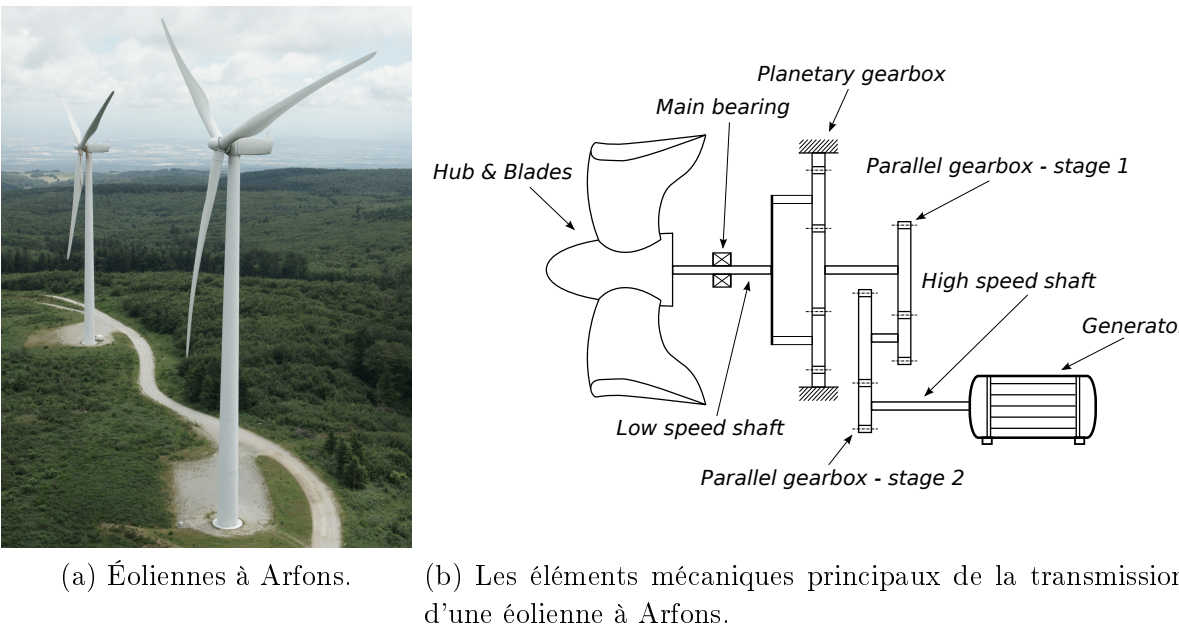 Planetary gearbox
Main bearing
Hub & Blades
Parallel gearbox - stage 1
High speed shaft
Generato
Low speed shaft
Parallel gearbox - stage 2
(a) Éoliennes à Arfons.
(b) Les éléments mécaniques principaux de la transmission
d'une éolienne à Arfons.